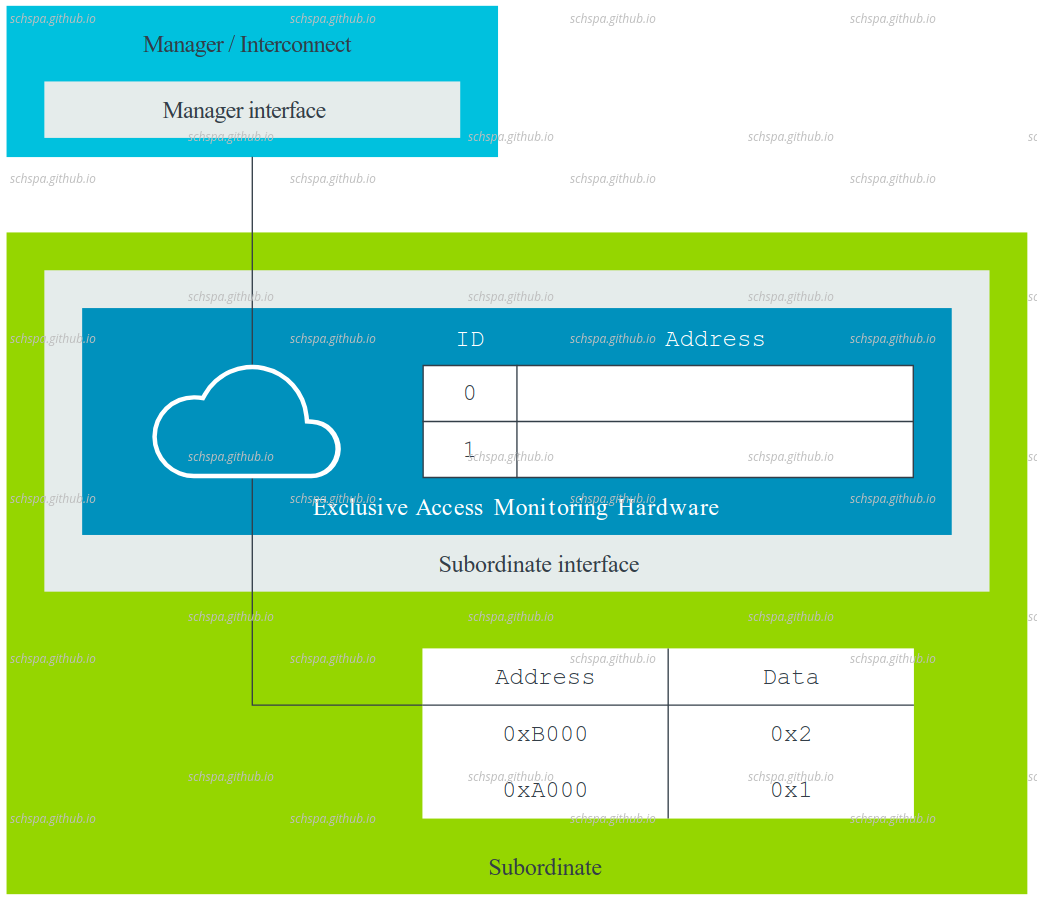 schspa.github.io schspa.github.io schspa.github.io schspa.github.io
Manager / Interconnect
Manager interface
schspa.github.io schspa.github.io schspa.github.io sc
schspa.github.io schspa.github.io schspa.github.io schspa.github.io
schspa.github.io schspa.github.io schspa.github.io sc
schspa.github.io schspa.github.io schspa.github.io schspa.github.io
ID Address
0
1
schspa.github.io schspa.github.io schspa.github.io sc
schspa.github.io schspa.github.io schspa.github.io schspa.github.io
Exclusive Access Monitoring Hardware
Subordinate interface
schspa.github.io schspa.github.io schspa.github.io sc
schspa.github.io schspa.github.io schspa.github.io schspa.github.io
Address Data
0xB000 0x2
schspa.github.io schspa.github.io schspa.github.io sc
0xA000 0x1
schspa.github.io schspa.github.io schspa.github.io schspa.github.io
Subordinate